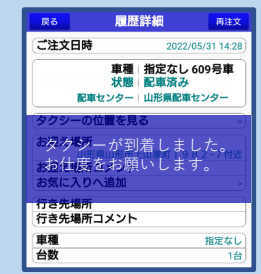 戻る 履歴詳細 再注文
ご注文日時 2022/05/31 14:28
車種 指定なし 609号車
状態 配車済み
配車センター 山形県配車センター
タクシーの位置を見る >
タクシーが到着しました。
お仕度をお願いします。
お気に入りへ追加 >
行き先場所
行き先場所コメント
車種 指定なし
台数 1台